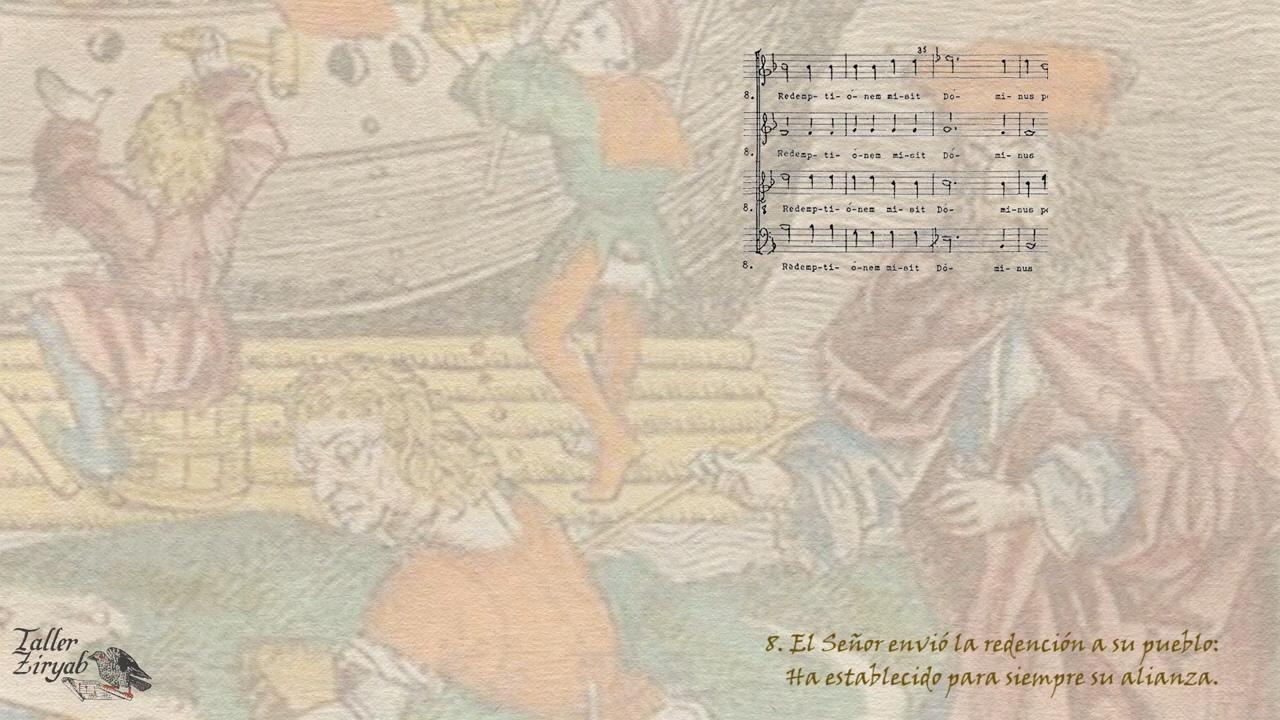 35
8. Redemp- ti- ó- nem mi-sit Dó- mi- nus
8. Redemp- ti- ó-nem mi-sit Dó- mi- nus
8. Redemp-ti- ó-nem mi- sit Dó- mi-nus
8
8. Redemp-ti- ó-nem mi-sit Dó- mi- nus
Taller
Ziryab
8. El Señor envió la redención a su pueblo:
Ha establecido para siempre su alianza.